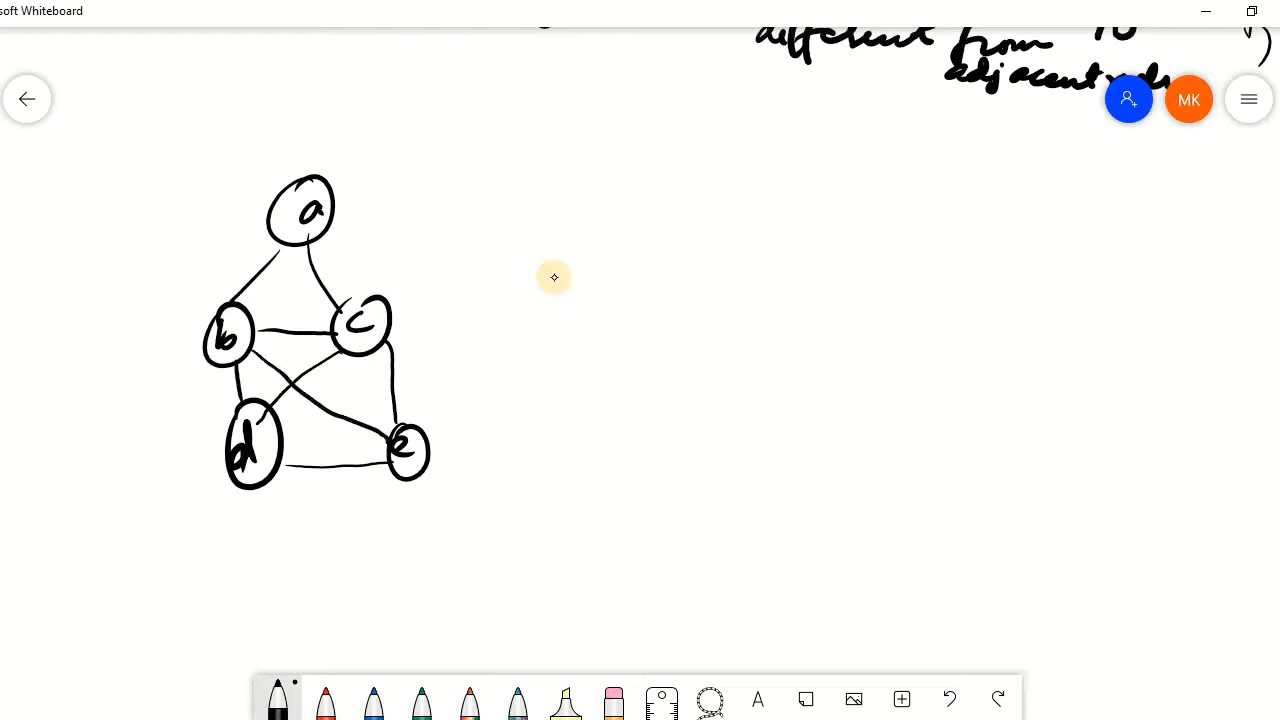 soft Whiteboard
different from
adjacent
MK
a
b
c
d
e
A